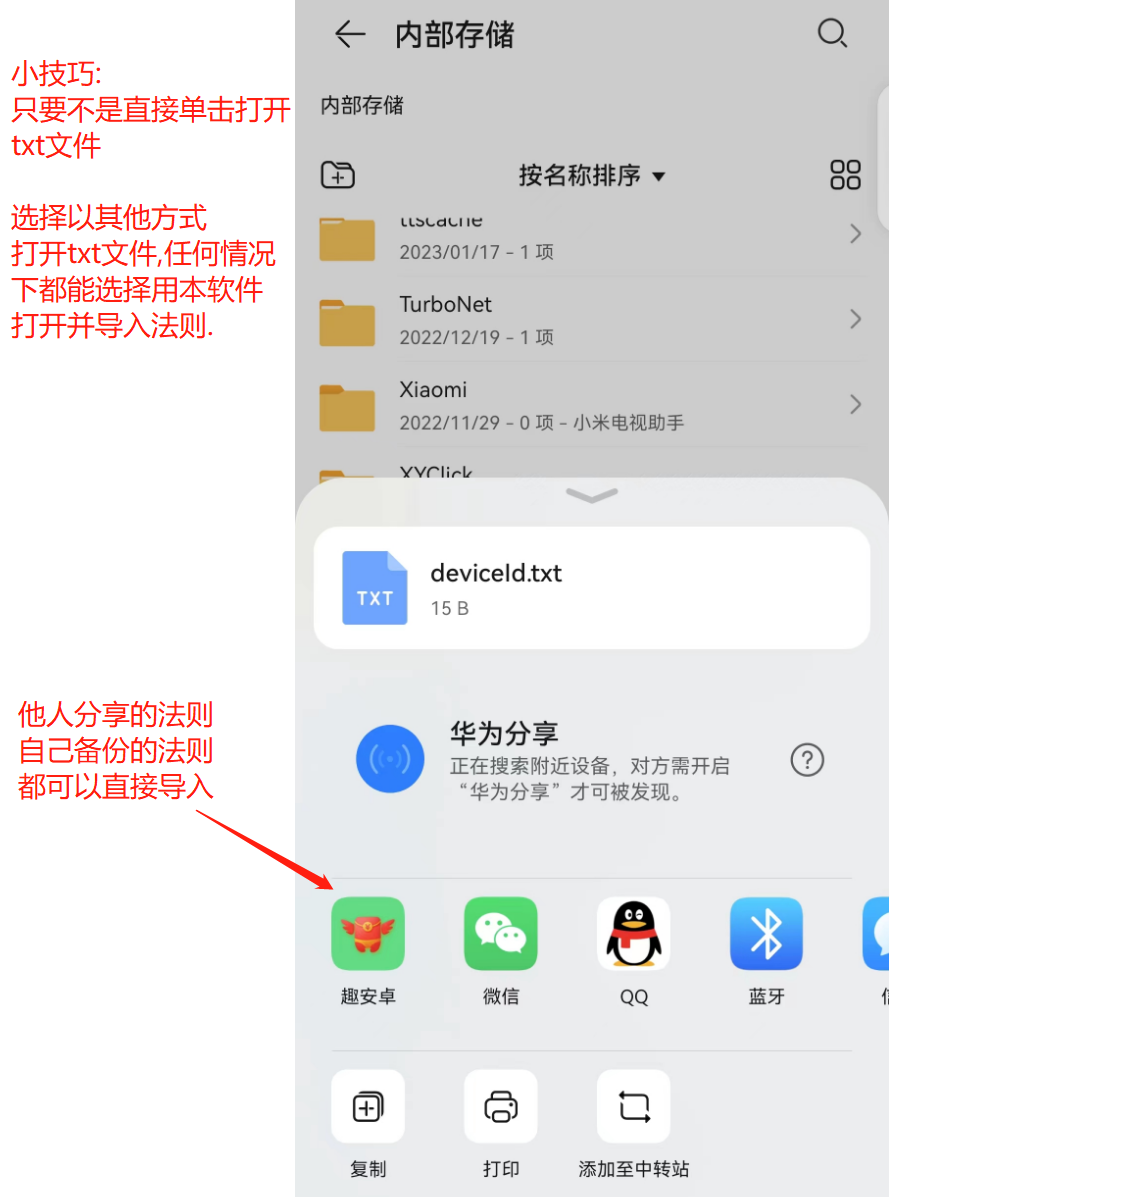 内部存储
小技巧:
只要不是直接单击打开
txt文件
选择以其他方式
打开txt文件,任何情况
下都能选择用本软件
打开并导入法则.
内部存储
按名称排序
ttscache
2023/01/17 - 1 项
TurboNet
2022/12/19 - 1 项
Xiaomi
2022/11/29 - 0 项 - 小米电视助手
XYClick
TXT
deviceId.txt
15 B
他人分享的法则
自己备份的法则
都可以直接导入
华为分享
正在搜索附近设备，对方需开启
“华为分享”才可被发现。
?
趣安卓
微信
QQ
蓝牙
复制
打印
添加至中转站